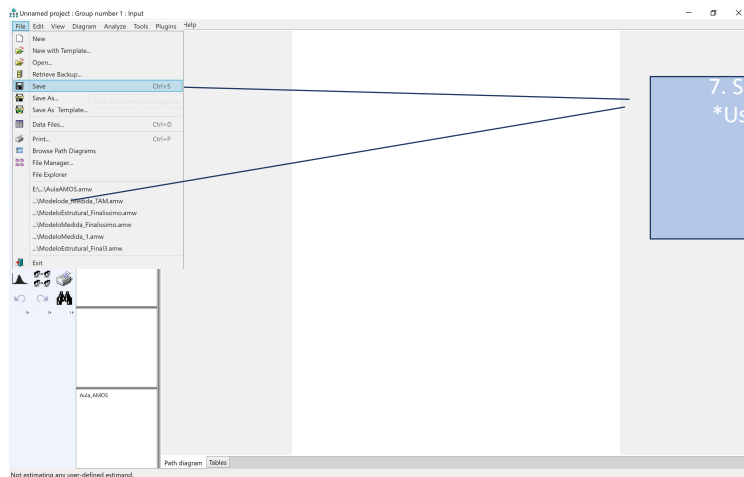 Unnamed project : Group number 1 : Input
File Edit View Diagram Analyze Tools Plugins Help
New
New with Template...
Open...
Retrieve Backup...
Save Ctrl+S
Save As...
Save As Template...
Data Files... Ctrl+D
Print... Ctrl+P
Browse Path Diagrams
File Manager...
File Explorer
E:\..\AulaAMOS.amw
...\Modelode_Medida_TAM.amw
...\ModeloEstrutural_Finalissimo.amw
...\ModeloMedida_Finalissimo.amw
...\ModeloMedida_1.amw
...\ModeloEstrutural_Final3.amw
Exit
7. S
*Us
Aula_AMOS
Path diagram Tables
Not estimating any user-defined estimand.